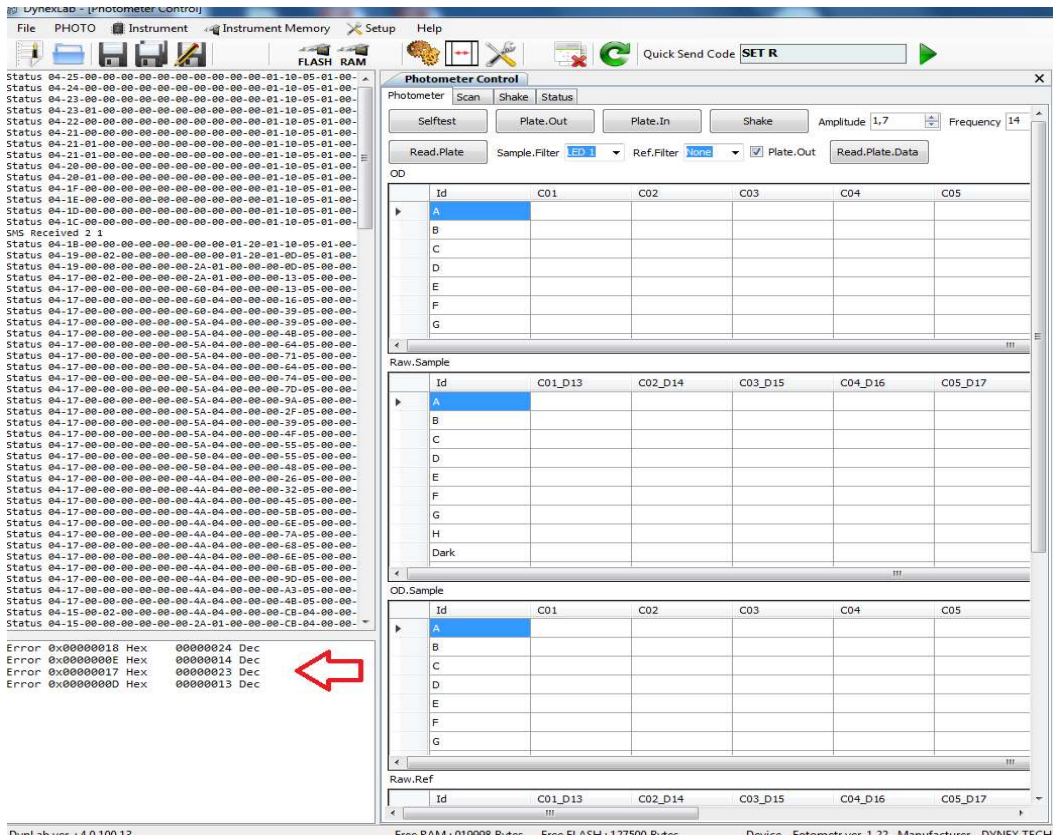 DynexLab - [Photometer Control]
File PHOTO Instrument Instrument Memory Setup Help
FLASH RAM Quick Send Code SET R
Status 04-25-00-00-00-00-00-00-00-00-00-01-10-05-01-00-
Status 04-24-00-00-00-00-00-00-00-00-00-01-10-05-01-00-
Status 04-23-00-00-00-00-00-00-00-00-00-01-10-05-01-00-
Status 04-23-01-00-00-00-00-00-00-00-00-01-10-05-01-00-
Status 04-22-00-00-00-00-00-00-00-00-00-01-10-05-01-00-
Status 04-21-00-00-00-00-00-00-00-00-00-01-10-05-01-00-
Status 04-21-01-00-00-00-00-00-00-00-00-01-10-05-01-00-
Status 04-21-01-00-00-00-00-00-00-00-00-01-10-05-01-00-
Status 04-20-00-00-00-00-00-00-00-00-00-01-10-05-01-00-
Status 04-20-01-00-00-00-00-00-00-00-00-01-10-05-01-00-
Status 04-1F-00-00-00-00-00-00-00-00-00-01-10-05-01-00-
Status 04-1E-00-00-00-00-00-00-00-00-00-01-10-05-01-00-
Status 04-1D-00-00-00-00-00-00-00-00-00-01-10-05-01-00-
Status 04-1C-00-00-00-00-00-00-00-00-00-01-10-05-01-00-
SMS Received 2 1
Status 04-1B-00-00-00-00-00-00-00-01-20-01-10-05-01-00-
Status 04-19-00-02-00-00-00-00-00-01-20-01-0D-05-01-00-
Status 04-19-00-00-00-00-00-00-2A-01-00-00-0D-05-00-00-
Status 04-17-00-02-00-00-00-00-2A-01-00-00-13-05-00-00-
Status 04-17-00-00-00-00-00-60-04-00-00-00-13-05-00-00-
Status 04-17-00-00-00-00-00-60-04-00-00-00-16-05-00-00-
Status 04-17-00-00-00-00-00-60-04-00-00-00-39-05-00-00-
Status 04-17-00-00-00-00-00-5A-04-00-00-00-39-05-00-00-
Status 04-17-00-00-00-00-00-5A-04-00-00-00-4B-05-00-00-
Status 04-17-00-00-00-00-00-5A-04-00-00-00-64-05-00-00-
Status 04-17-00-00-00-00-00-5A-04-00-00-00-71-05-00-00-
Status 04-17-00-00-00-00-00-5A-04-00-00-00-64-05-00-00-
Status 04-17-00-00-00-00-00-5A-04-00-00-00-74-05-00-00-
Status 04-17-00-00-00-00-00-5A-04-00-00-00-7D-05-00-00-
Status 04-17-00-00-00-00-00-5A-04-00-00-00-9A-05-00-00-
Status 04-17-00-00-00-00-00-5A-04-00-00-00-2F-05-00-00-
Status 04-17-00-00-00-00-00-5A-04-00-00-00-39-05-00-00-
Status 04-17-00-00-00-00-00-5A-04-00-00-00-4F-05-00-00-
Status 04-17-00-00-00-00-00-5A-04-00-00-00-55-05-00-00-
Status 04-17-00-00-00-00-00-50-04-00-00-00-55-05-00-00-
Status 04-17-00-00-00-00-00-50-04-00-00-00-48-05-00-00-
Status 04-17-00-00-00-00-00-4A-04-00-00-00-26-05-00-00-
Status 04-17-00-00-00-00-00-4A-04-00-00-00-32-05-00-00-
Status 04-17-00-00-00-00-00-4A-04-00-00-00-45-05-00-00-
Status 04-17-00-00-00-00-00-4A-04-00-00-00-5B-05-00-00-
Status 04-17-00-00-00-00-00-4A-04-00-00-00-6E-05-00-00-
Status 04-17-00-00-00-00-00-4A-04-00-00-00-7A-05-00-00-
Status 04-17-00-00-00-00-00-4A-04-00-00-00-68-05-00-00-
Status 04-17-00-00-00-00-00-4A-04-00-00-00-6E-05-00-00-
Status 04-17-00-00-00-00-00-4A-04-00-00-00-6B-05-00-00-
Status 04-17-00-00-00-00-00-4A-04-00-00-00-9D-05-00-00-
Status 04-17-00-00-00-00-00-4A-04-00-00-00-A3-05-00-00-
Status 04-17-00-00-00-00-00-4A-04-00-00-00-4B-05-00-00-
Status 04-15-00-02-00-00-00-4A-04-00-00-00-CB-04-00-00-
Status 04-15-00-00-00-00-00-2A-01-00-00-00-CB-04-00-00-
Error 0x00000018 Hex 00000024 Dec
Error 0x0000000E Hex 00000014 Dec
Error 0x00000017 Hex 00000023 Dec
Error 0x0000000D Hex 00000013 Dec
Photometer Control
Photometer Scan Shake Status
Selftest Plate.Out Plate.In Shake Amplitude 1,7 Frequency 14
Read.Plate Sample.Filter LED 1 Ref.Filter None Plate.Out Read.Plate.Data
OD
Id C01 C02 C03 C04 C05
A
B
C
D
E
F
G
Raw.Sample
Id C01_D13 C02_D14 C03_D15 C04_D16 C05_D17
A
B
C
D
E
F
G
H
Dark
OD.Sample
Id C01 C02 C03 C04 C05
A
B
C
D
E
F
G
Raw.Ref
Id C01_D13 C02_D14 C03_D15 C04_D16 C05_D17